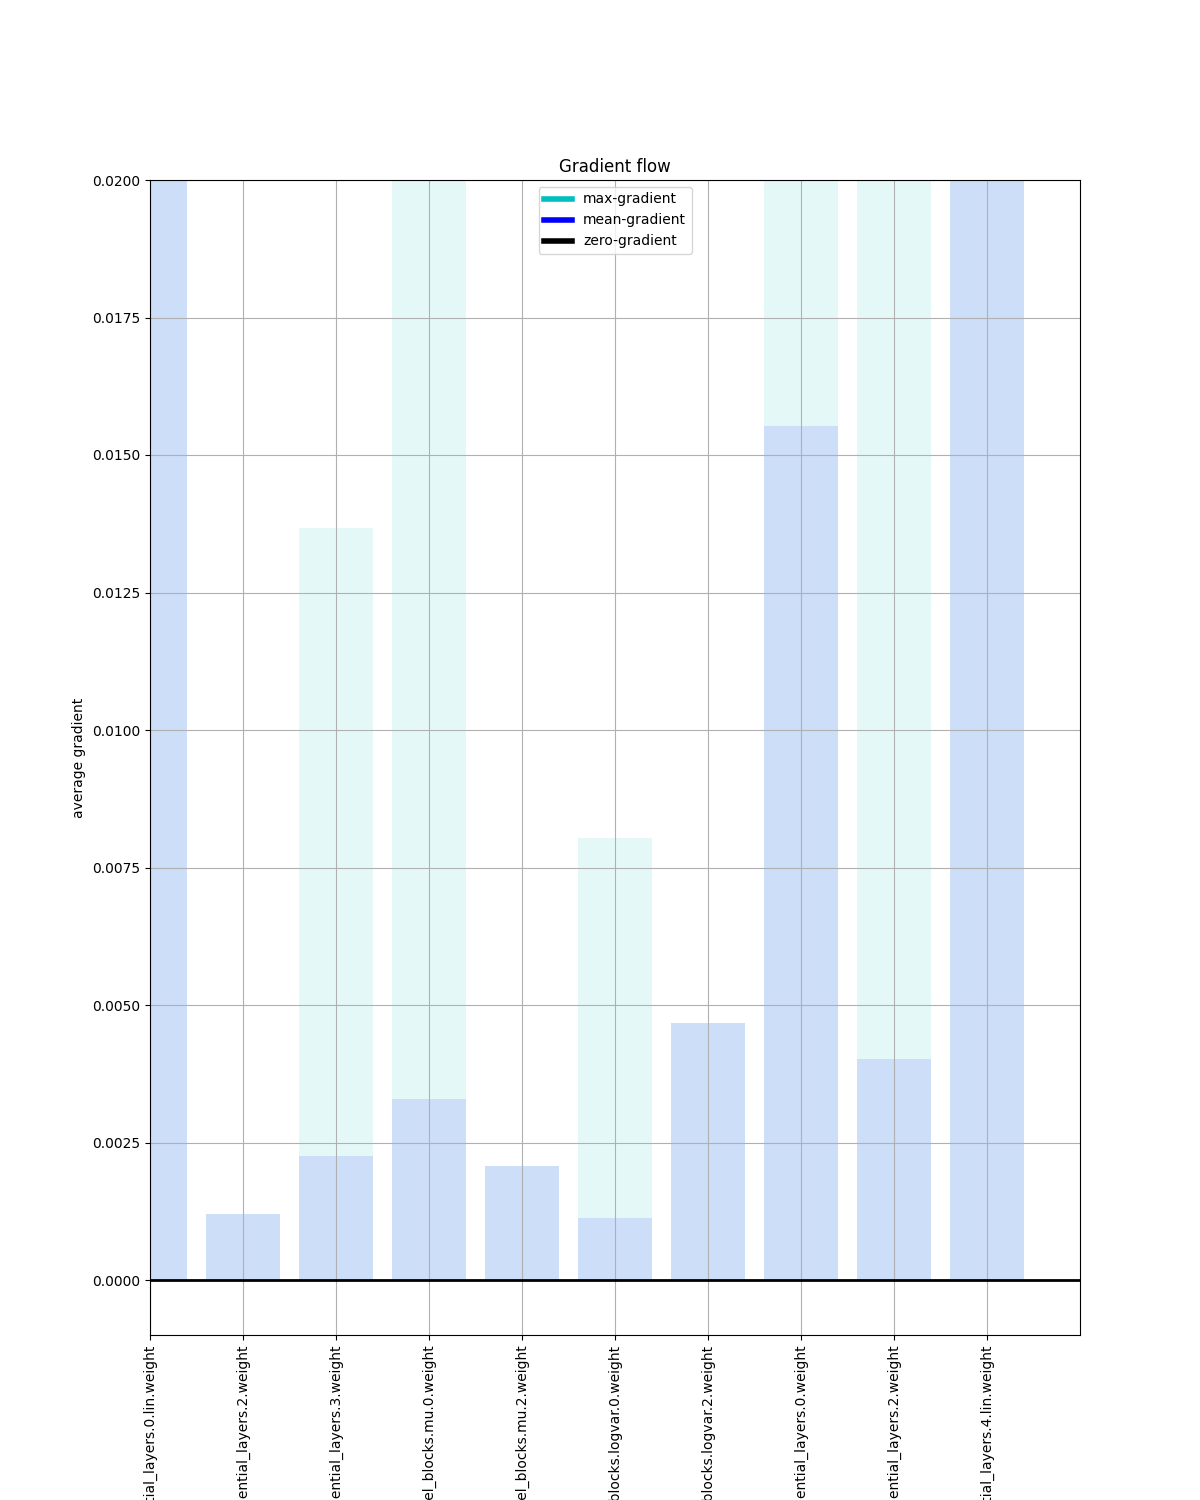 Gradient flow
max-gradient
mean-gradient
zero-gradient
0.0200
0.0175
0.0150
0.0125
0.0100
0.0075
0.0050
0.0025
0.0000
average gradient
tial_layers.0.lin.weight
ential_layers.2.weight
ential_layers.3.weight
el_blocks.mu.0.weight
el_blocks.mu.2.weight
blocks.logvar.0.weight
blocks.logvar.2.weight
ential_layers.0.weight
ential_layers.2.weight
tial_layers.4.lin.weight